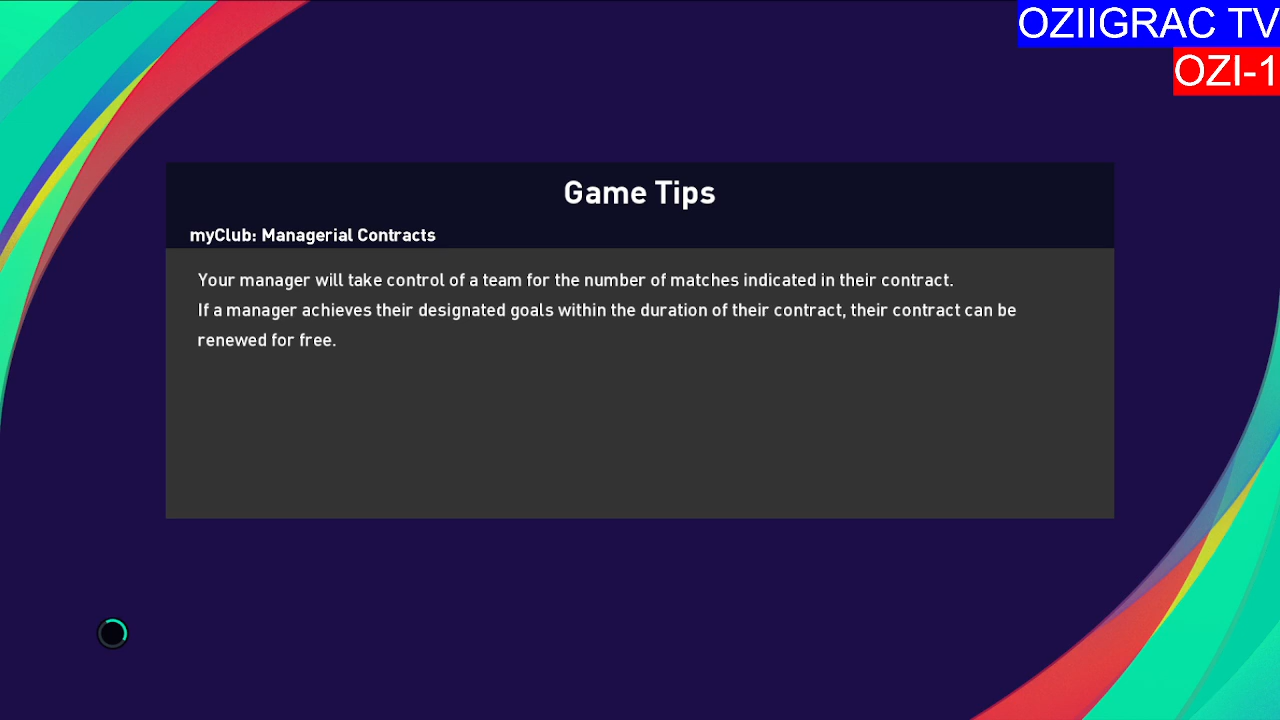 OZIIGRAC TV
OZI-1
Game Tips
myClub: Managerial Contracts
Your manager will take control of a team for the number of matches indicated in their contract.
If a manager achieves their designated goals within the duration of their contract, their contract can be
renewed for free.